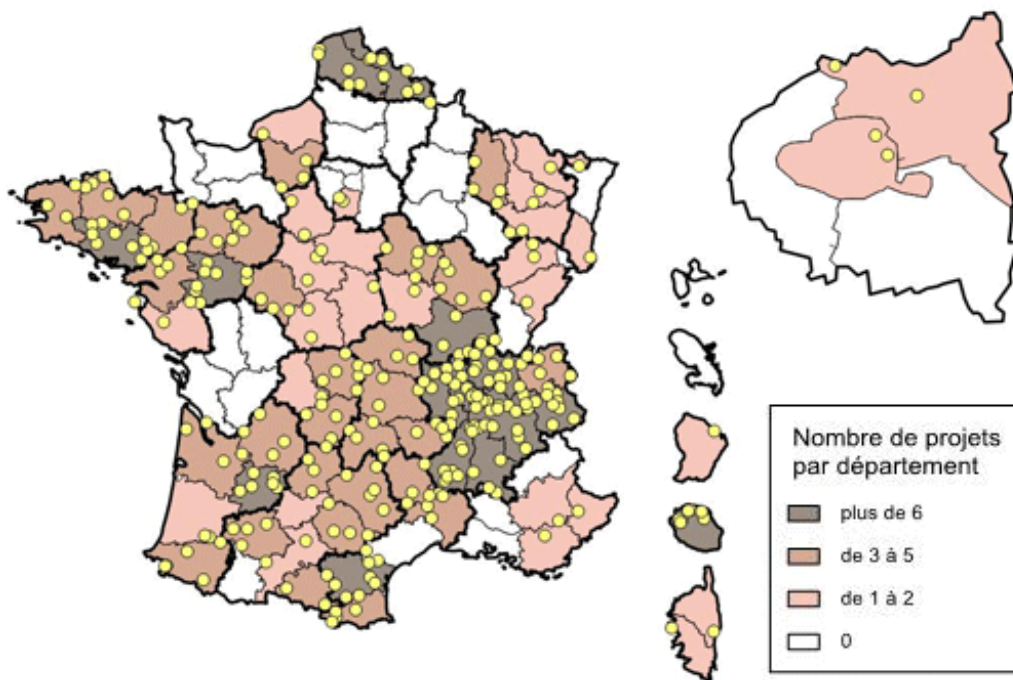 Nombre de projets
par département
plus de 6
de 3 à 5
de 1 à 2
0